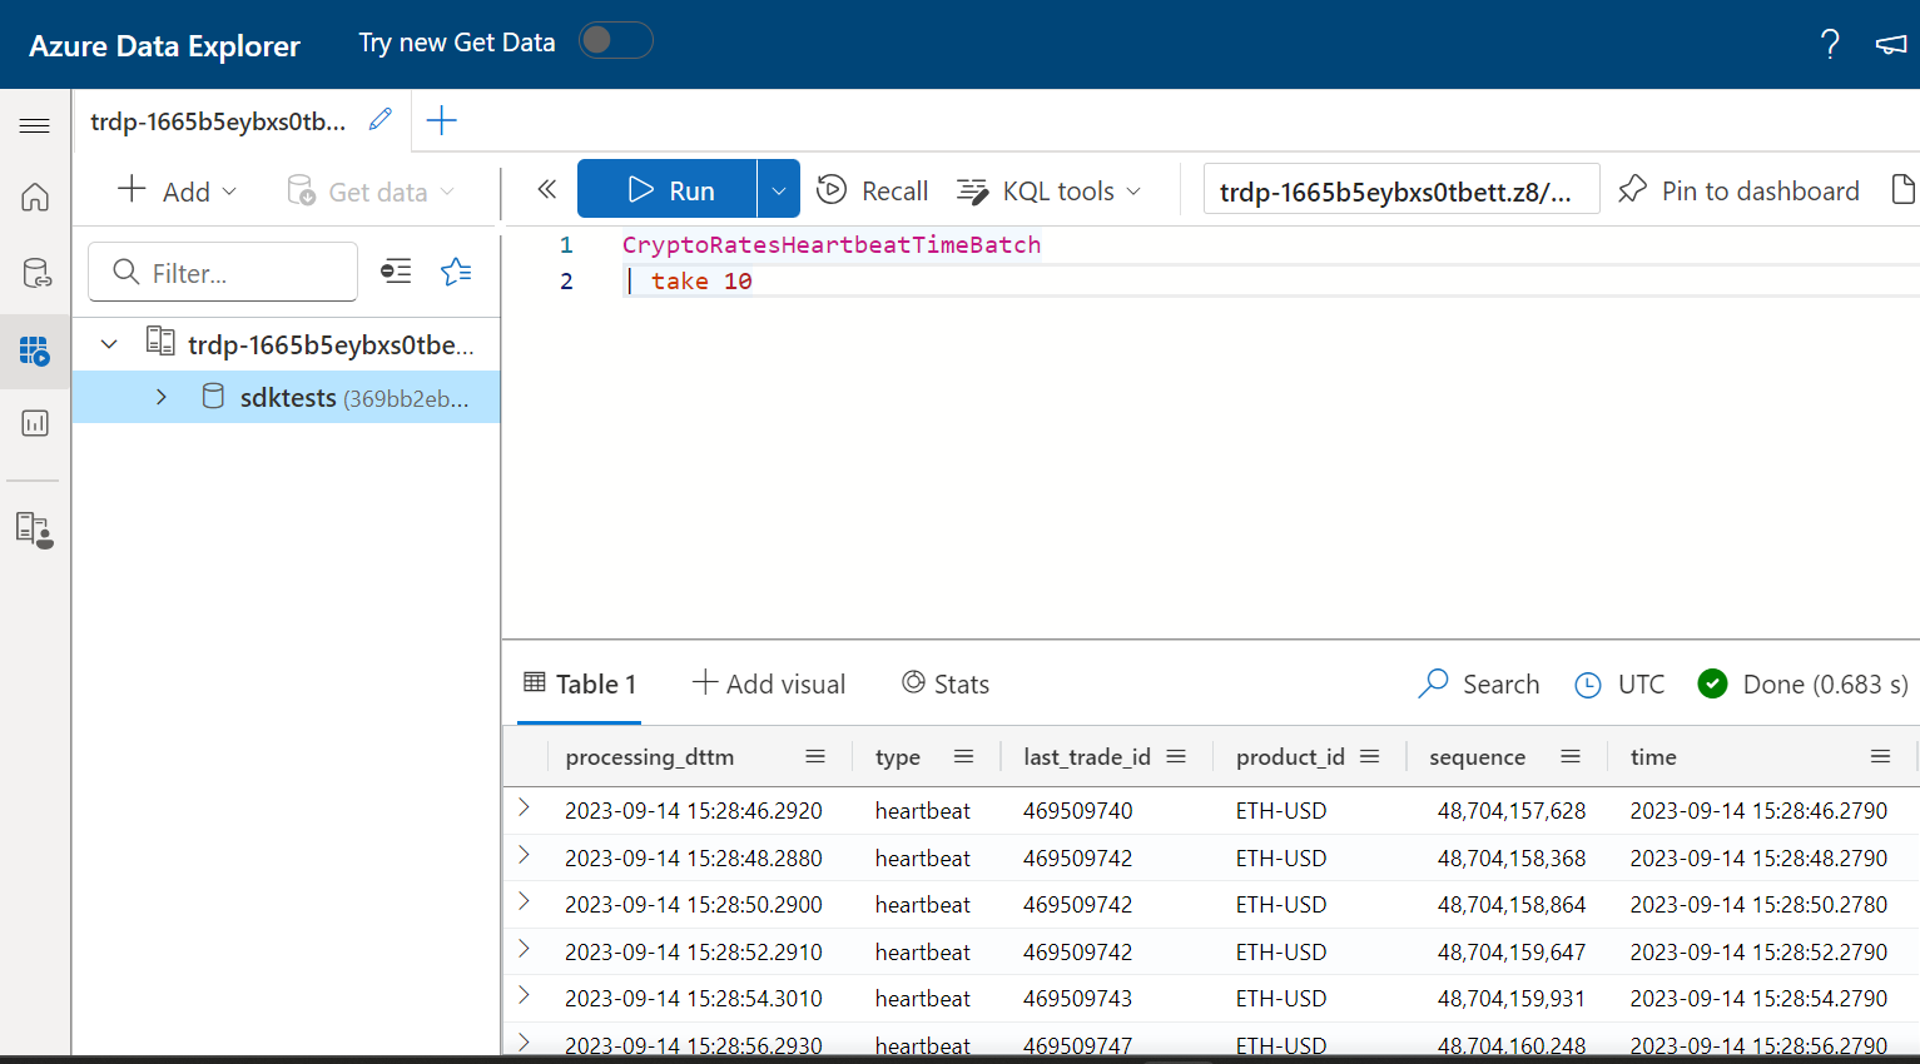 Azure Data Explorer Try new Get Data
trdp-1665b5eybxs0tb...
Add Get data Run Recall KQL tools trdp-1665b5eybxs0tbett.z8/... Pin to dashboard
Filter...
trdp-1665b5eybxs0tbe...
sdktests (369bb2eb...
1 CryptoRatesHeartbeatTimeBatch
2 | take 10
Table 1 Add visual Stats Search UTC Done (0.683 s)
processing_dttm type last_trade_id product_id sequence time
2023-09-14 15:28:46.2920 heartbeat 469509740 ETH-USD 48,704,157,628 2023-09-14 15:28:46.2790
2023-09-14 15:28:48.2880 heartbeat 469509742 ETH-USD 48,704,158,368 2023-09-14 15:28:48.2790
2023-09-14 15:28:50.2900 heartbeat 469509742 ETH-USD 48,704,158,864 2023-09-14 15:28:50.2780
2023-09-14 15:28:52.2910 heartbeat 469509742 ETH-USD 48,704,159,647 2023-09-14 15:28:52.2790
2023-09-14 15:28:54.3010 heartbeat 469509743 ETH-USD 48,704,159,931 2023-09-14 15:28:54.2790
2023-09-14 15:28:56.2930 heartbeat 469509747 ETH-USD 48,704,160,248 2023-09-14 15:28:56.2790